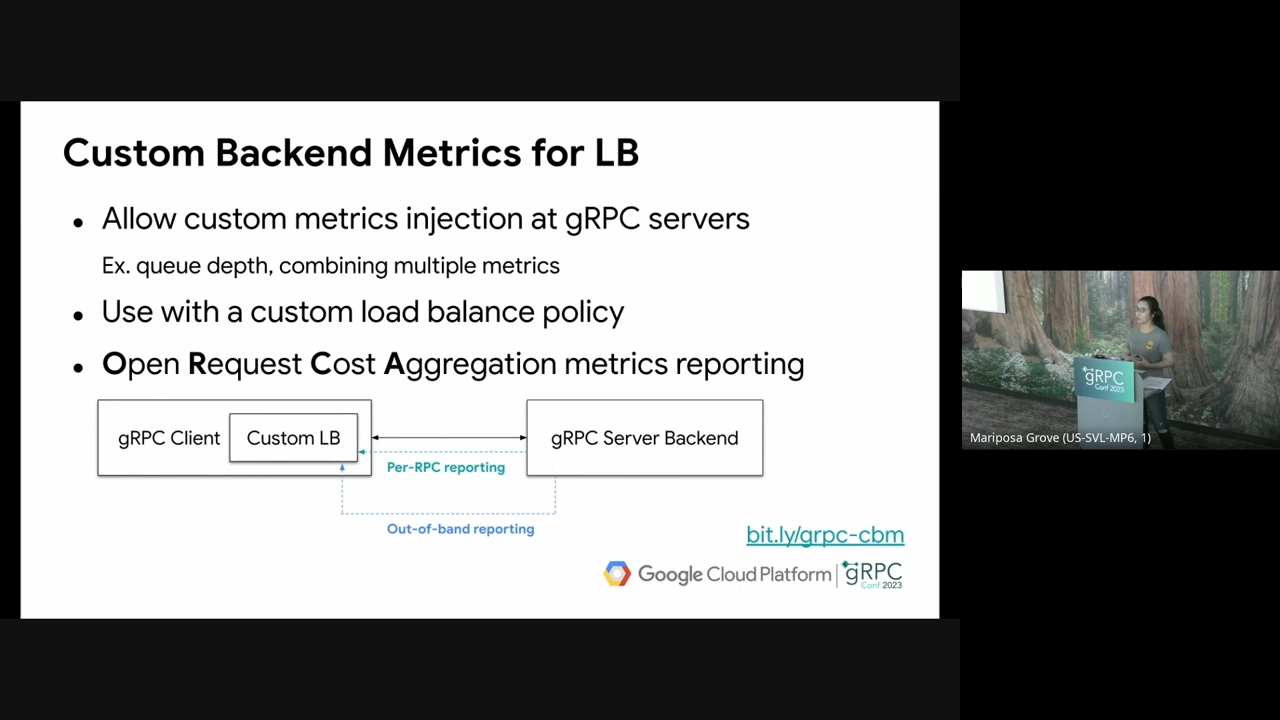 Custom Backend Metrics for LB
• Allow custom metrics injection at gRPC servers
Ex. queue depth, combining multiple metrics
• Use with a custom load balance policy
• Open Request Cost Aggregation metrics reporting
gRPC Client
Custom LB
gRPC Server Backend
Per-RPC reporting
Out-of-band reporting
bit.ly/grpc-cbm
Google Cloud Platform
gRPC
Conf 2023
gRPC
Conf 2023
Mariposa Grove (US-SVL-MP6, 1)